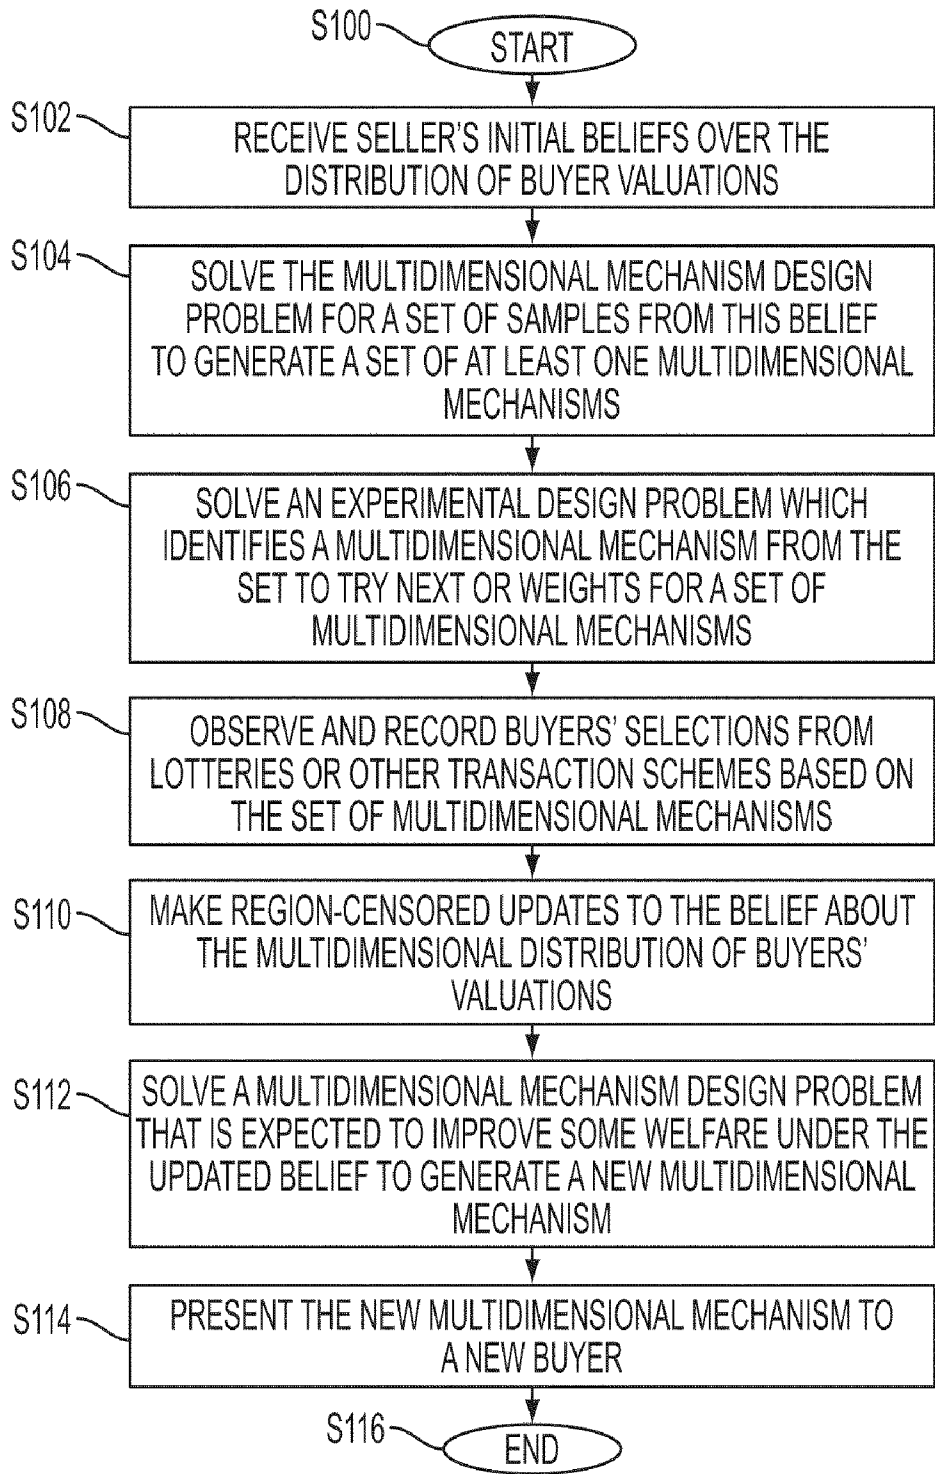 S100
START
S102
RECEIVE SELLER'S INITIAL BELIEFS OVER THE
DISTRIBUTION OF BUYER VALUATIONS
S104
SOLVE THE MULTIDIMENSIONAL MECHANISM DESIGN
PROBLEM FOR A SET OF SAMPLES FROM THIS BELIEF
TO GENERATE A SET OF AT LEAST ONE MULTIDIMENSIONAL
MECHANISMS
S106
SOLVE AN EXPERIMENTAL DESIGN PROBLEM WHICH
IDENTIFIES A MULTIDIMENSIONAL MECHANISM FROM THE
SET TO TRY NEXT OR WEIGHTS FOR A SET OF
MULTIDIMENSIONAL MECHANISMS
S108
OBSERVE AND RECORD BUYERS' SELECTIONS FROM
LOTTERIES OR OTHER TRANSACTION SCHEMES BASED ON
THE SET OF MULTIDIMENSIONAL MECHANISMS
S110
MAKE REGION-CENSORED UPDATES TO THE BELIEF ABOUT
THE MULTIDIMENSIONAL DISTRIBUTION OF BUYERS'
VALUATIONS
S112
SOLVE A MULTIDIMENSIONAL MECHANISM DESIGN PROBLEM
THAT IS EXPECTED TO IMPROVE SOME WELFARE UNDER THE
UPDATED BELIEF TO GENERATE A NEW MULTIDIMENSIONAL
MECHANISM
S114
PRESENT THE NEW MULTIDIMENSIONAL MECHANISM TO
A NEW BUYER
S116
END